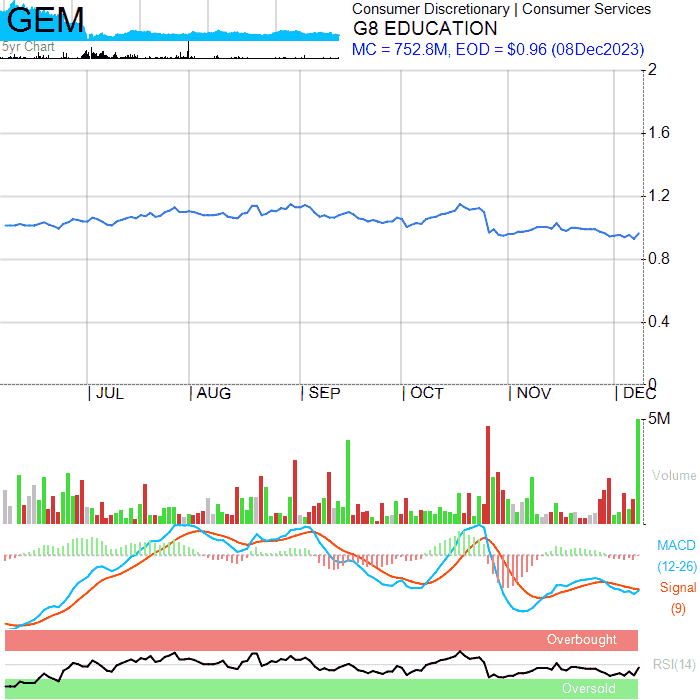 GEM
5yr Chart
Consumer Discretionary | Consumer Services
G8 EDUCATION
MC = 752.8M, EOD = $0.96 (08Dec2023)
2
1.6
1.2
0.8
0.4
0
JUL
AUG
SEP
OCT
NOV
DEC
5M
Volume
MACD
(12-26)
Signal
(9)
Overbought
RSI(14)
Oversold